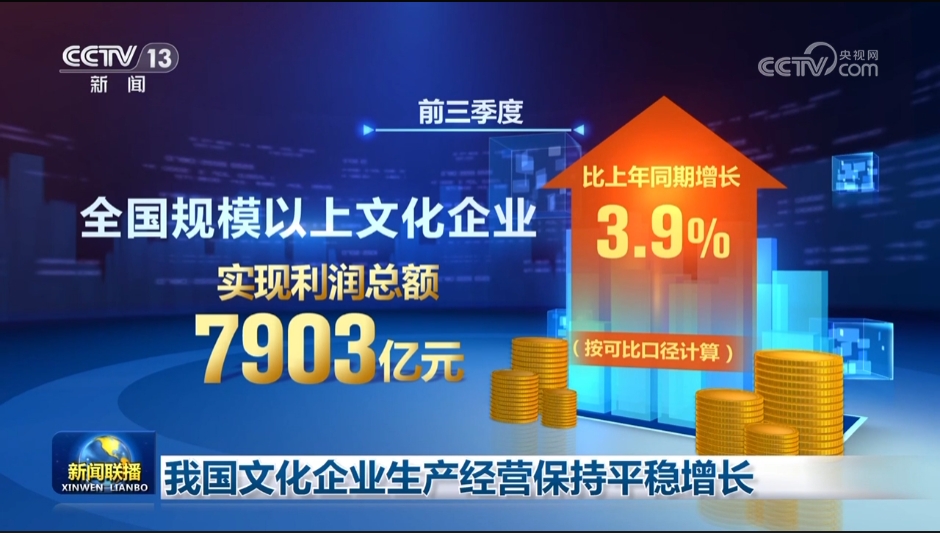 CCTV 13
新闻
央视网
CCTV.com
前三季度
全国规模以上文化企业
实现利润总额
7903亿元
比上年同期增长
3.9%
（按可比口径计算）
新闻联播
XINWEN LIANBO
我国文化企业生产经营保持平稳增长